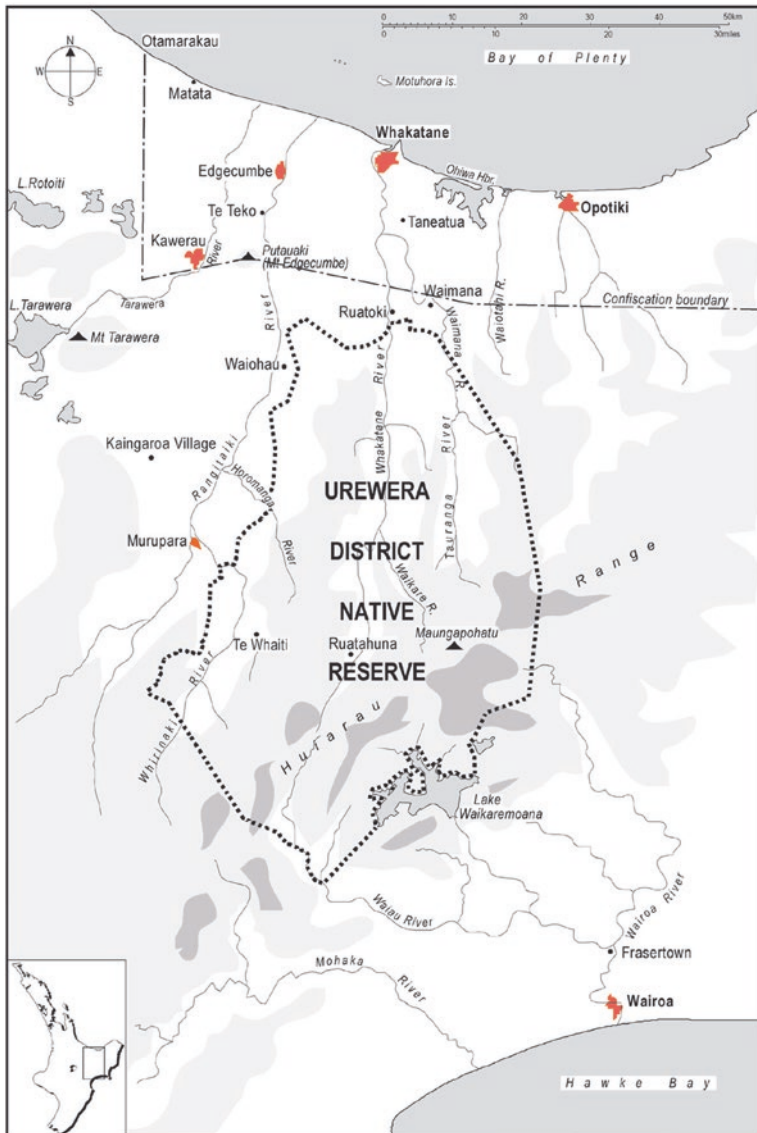 0
10
20
30
40
50km
0
10
20
30miles
N
W
E
S
Otamarakau
Bay of Plenty
Motuhora Is.
Matata
Whakatane
Edgecumbe
Ohiwa Hbr.
L.Rotoiti
Te Teko
Taneatua
Opotiki
Kawerau
River
Putauaki
(Mt Edgecumbe)
Waiotahi R.
Tarawera
Waimana
Confiscation boundary
L.Tarawera
Mt Tarawera
River
Ruatoki
Waimana R.
Waiohau
River
Whakatane
River
Tauranga
Kaingaroa Village
Rangitaiki
Horomanga
River
UREWERA
DISTRICT
NATIVE
RESERVE
Murupara
Waikare R.
Range
Te Whaiti
Ruatahuna
Maungapohatu
Whirinaki
River
Huiarau
Lake
Waikaremoana
Waiau River
Wairoa River
Frasertown
Mohaka
River
Wairoa
Hawke Bay